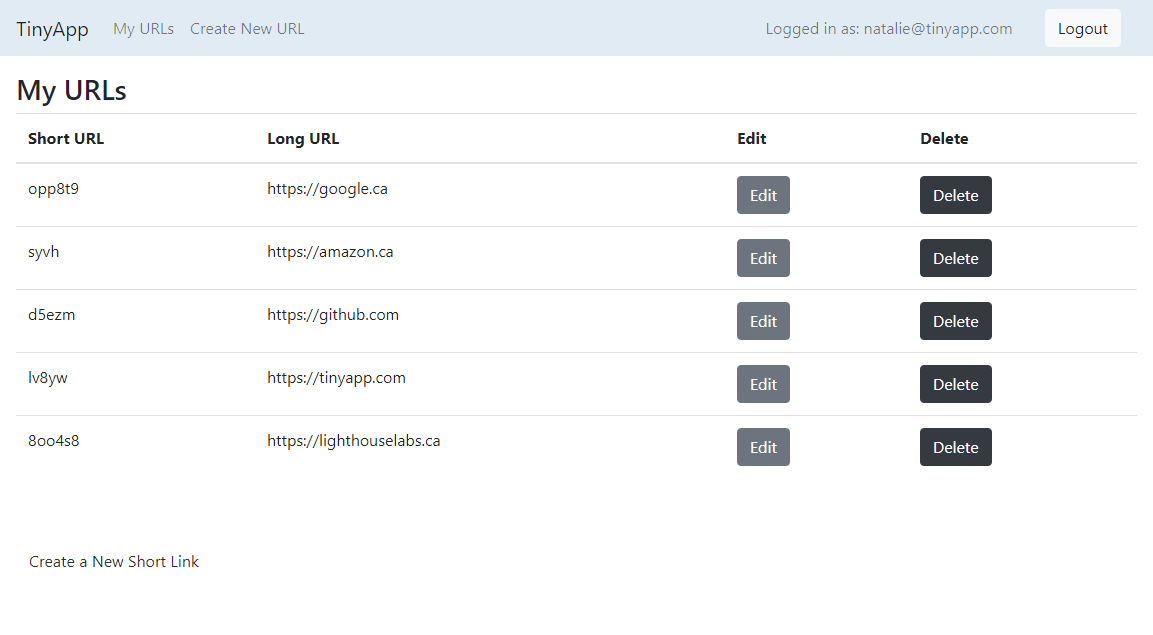 TinyApp My URLs Create New URL Logged in as: natalie@tinyapp.com Logout
My URLs
Short URL Long URL Edit Delete
opp8t9 https://google.ca Edit Delete
syvh https://amazon.ca Edit Delete
d5ezm https://github.com Edit Delete
lv8yw https://tinyapp.com Edit Delete
8oo4s8 https://lighthouselabs.ca Edit Delete
Create a New Short Link